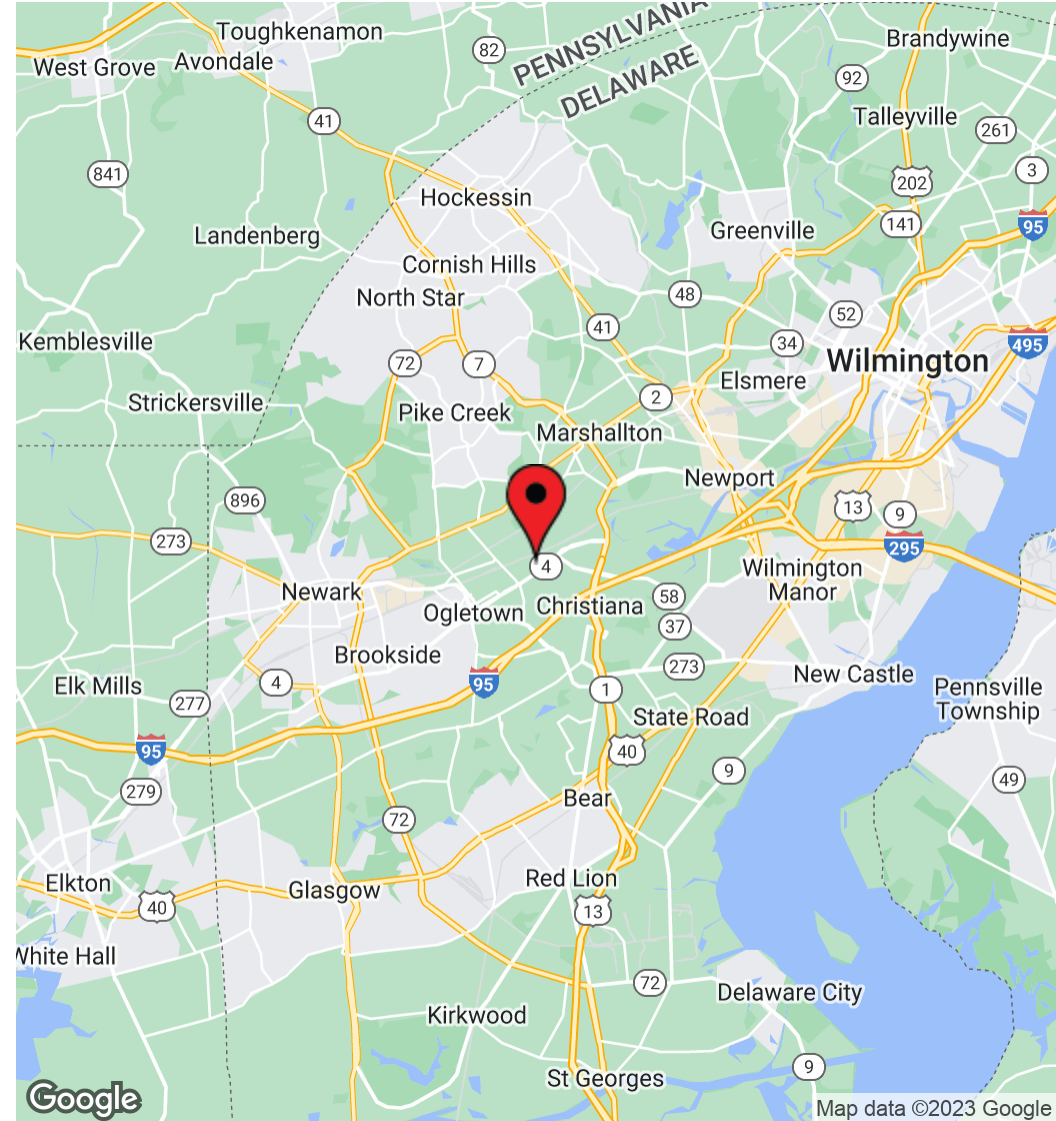 Toughkenamon
West Grove
Avondale
82
PENNSYLVANIA
DELAWARE
Brandywine
92
Talleyville
41
261
841
202
3
Hockessin
141
95
Landenberg
Greenville
Cornish Hills
North Star
48
52
Kemblesville
41
34
495
Wilmington
72
7
Elsmere
Strickersville
2
Pike Creek
Marshallton
Newport
896
13
9
273
295
4
Wilmington
Manor
Newark
58
Ogletown
Christiana
37
Brookside
273
New Castle
Elk Mills
4
95
Pennsville
Township
277
1
State Road
95
40
9
49
279
Bear
72
Elkton
Glasgow
Red Lion
40
13
White Hall
72
Delaware City
Kirkwood
9
St Georges
Google
Map data ©2023 Google